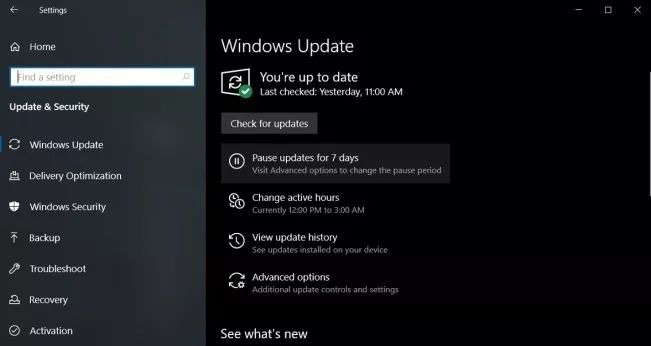 Settings
Home
Find a setting
Update & Security
Windows Update
Delivery Optimization
Windows Security
Backup
Troubleshoot
Recovery
Activation
Windows Update
You're up to date
Last checked: Yesterday, 11:00 AM
Check for updates
Pause updates for 7 days
Visit Advanced options to change the pause period
Change active hours
Currently 12:00 PM to 3:00 AM
View update history
See updates installed on your device
Advanced options
Additional update controls and settings
See what's new